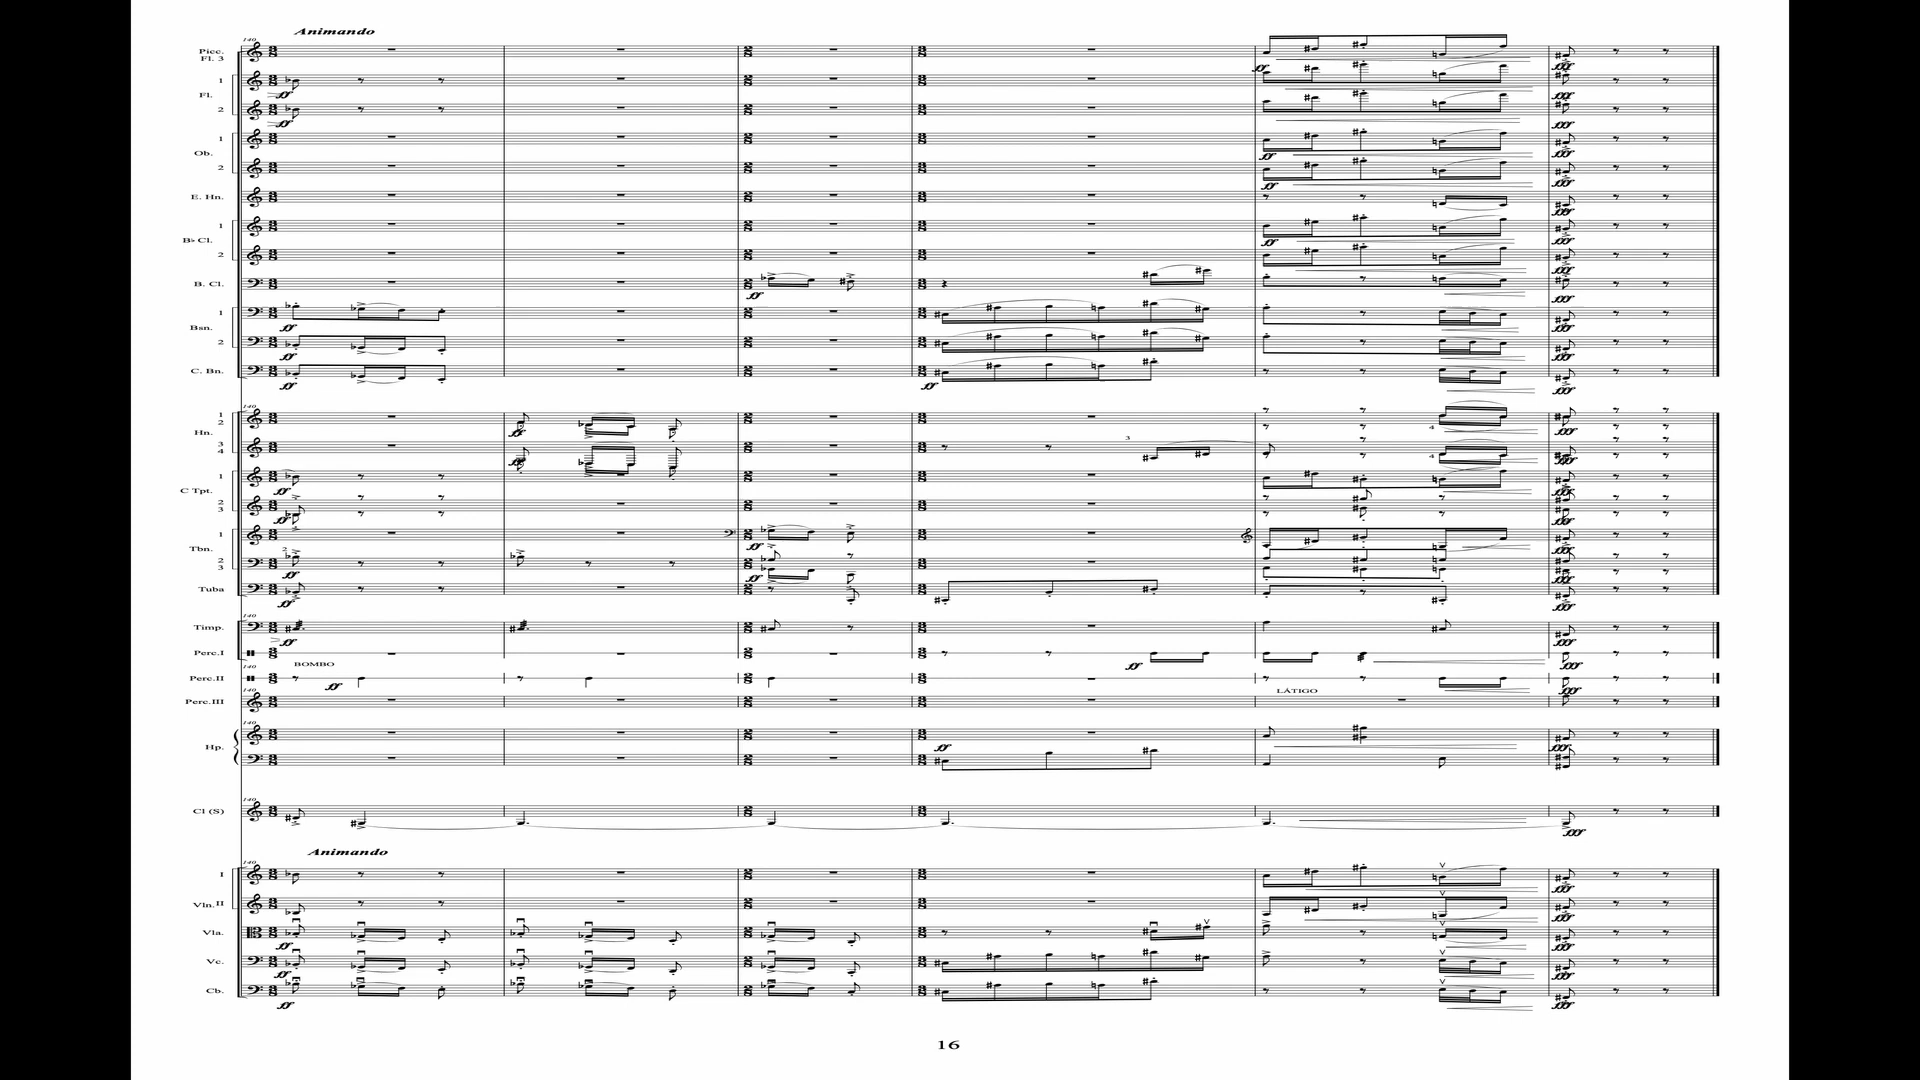 Animando
140
Picc.
Fl. 3
1
Fl.
2
1
Ob.
2
E. Hn.
1
B♭ Cl.
2
B. Cl.
1
Bsn.
2
C. Bn.
ff
fff
140
1
2
Hn.
3
4
1
C Tpt.
2
3
1
Tbn.
2
3
Tuba
140
Timp.
Perc.I
140 BOMBO
Perc.II
140 LÁTIGO
Perc.III
140
Hp.
140
Cl (S)
Animando
140
I
Vln.II
Vla.
Vc.
Cb.
16